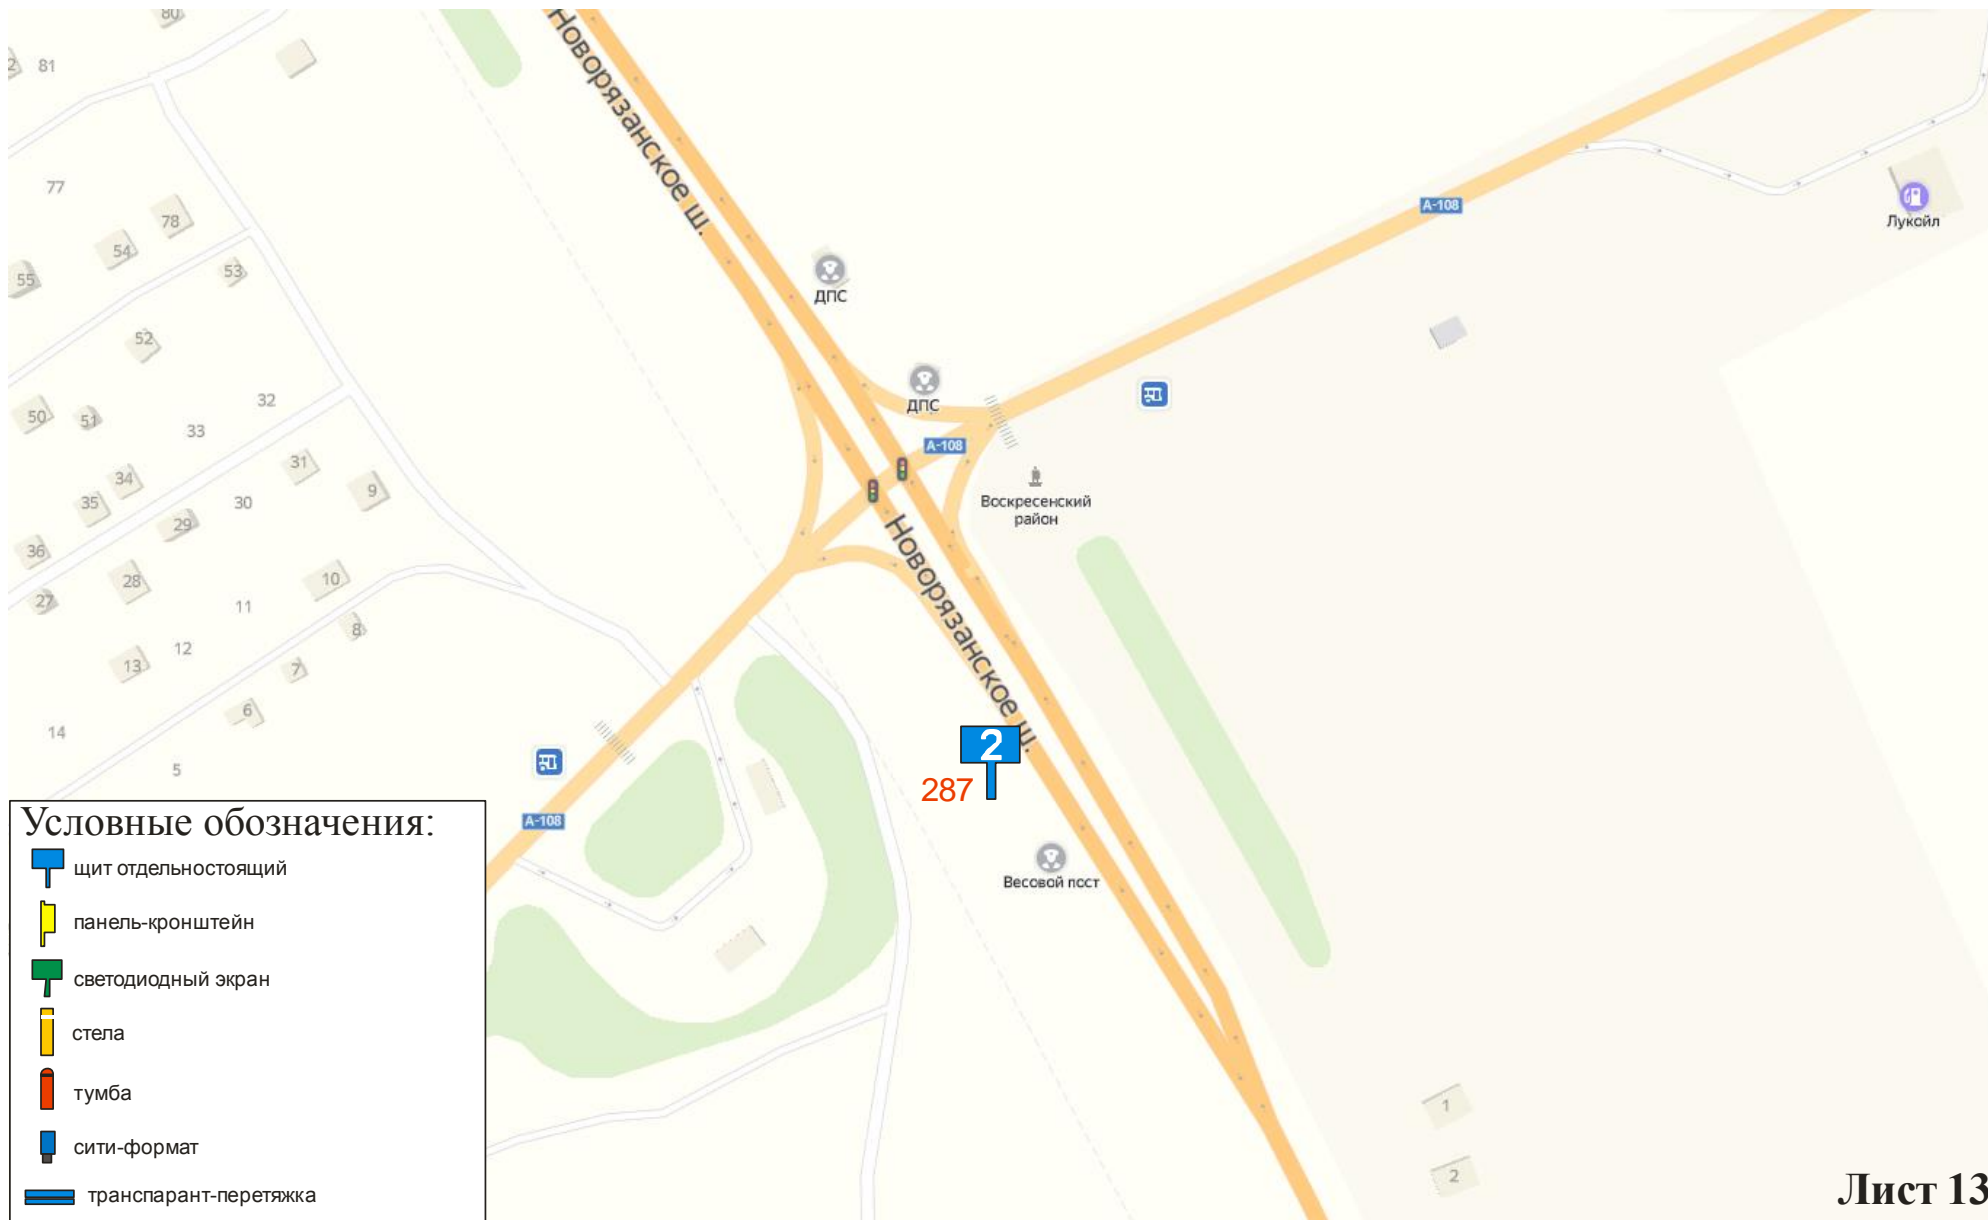 80
2
81
77
78
54
55
53
52
50
51
32
33
31
34
35
30
9
29
36
28
10
27
11
8
12
13
7
6
14
5
Новорязанское ш.
ДПС
ДПС
А-108
А-108
Лукойл
Воскресенский
район
Новорязанское ш.
2
287
Весовой пост
А-108
1
2
Условные обозначения:
щит отдельностоящий
панель-кронштейн
светодиодный экран
стела
тумба
сити-формат
транспарант-перетяжка
Лист 13